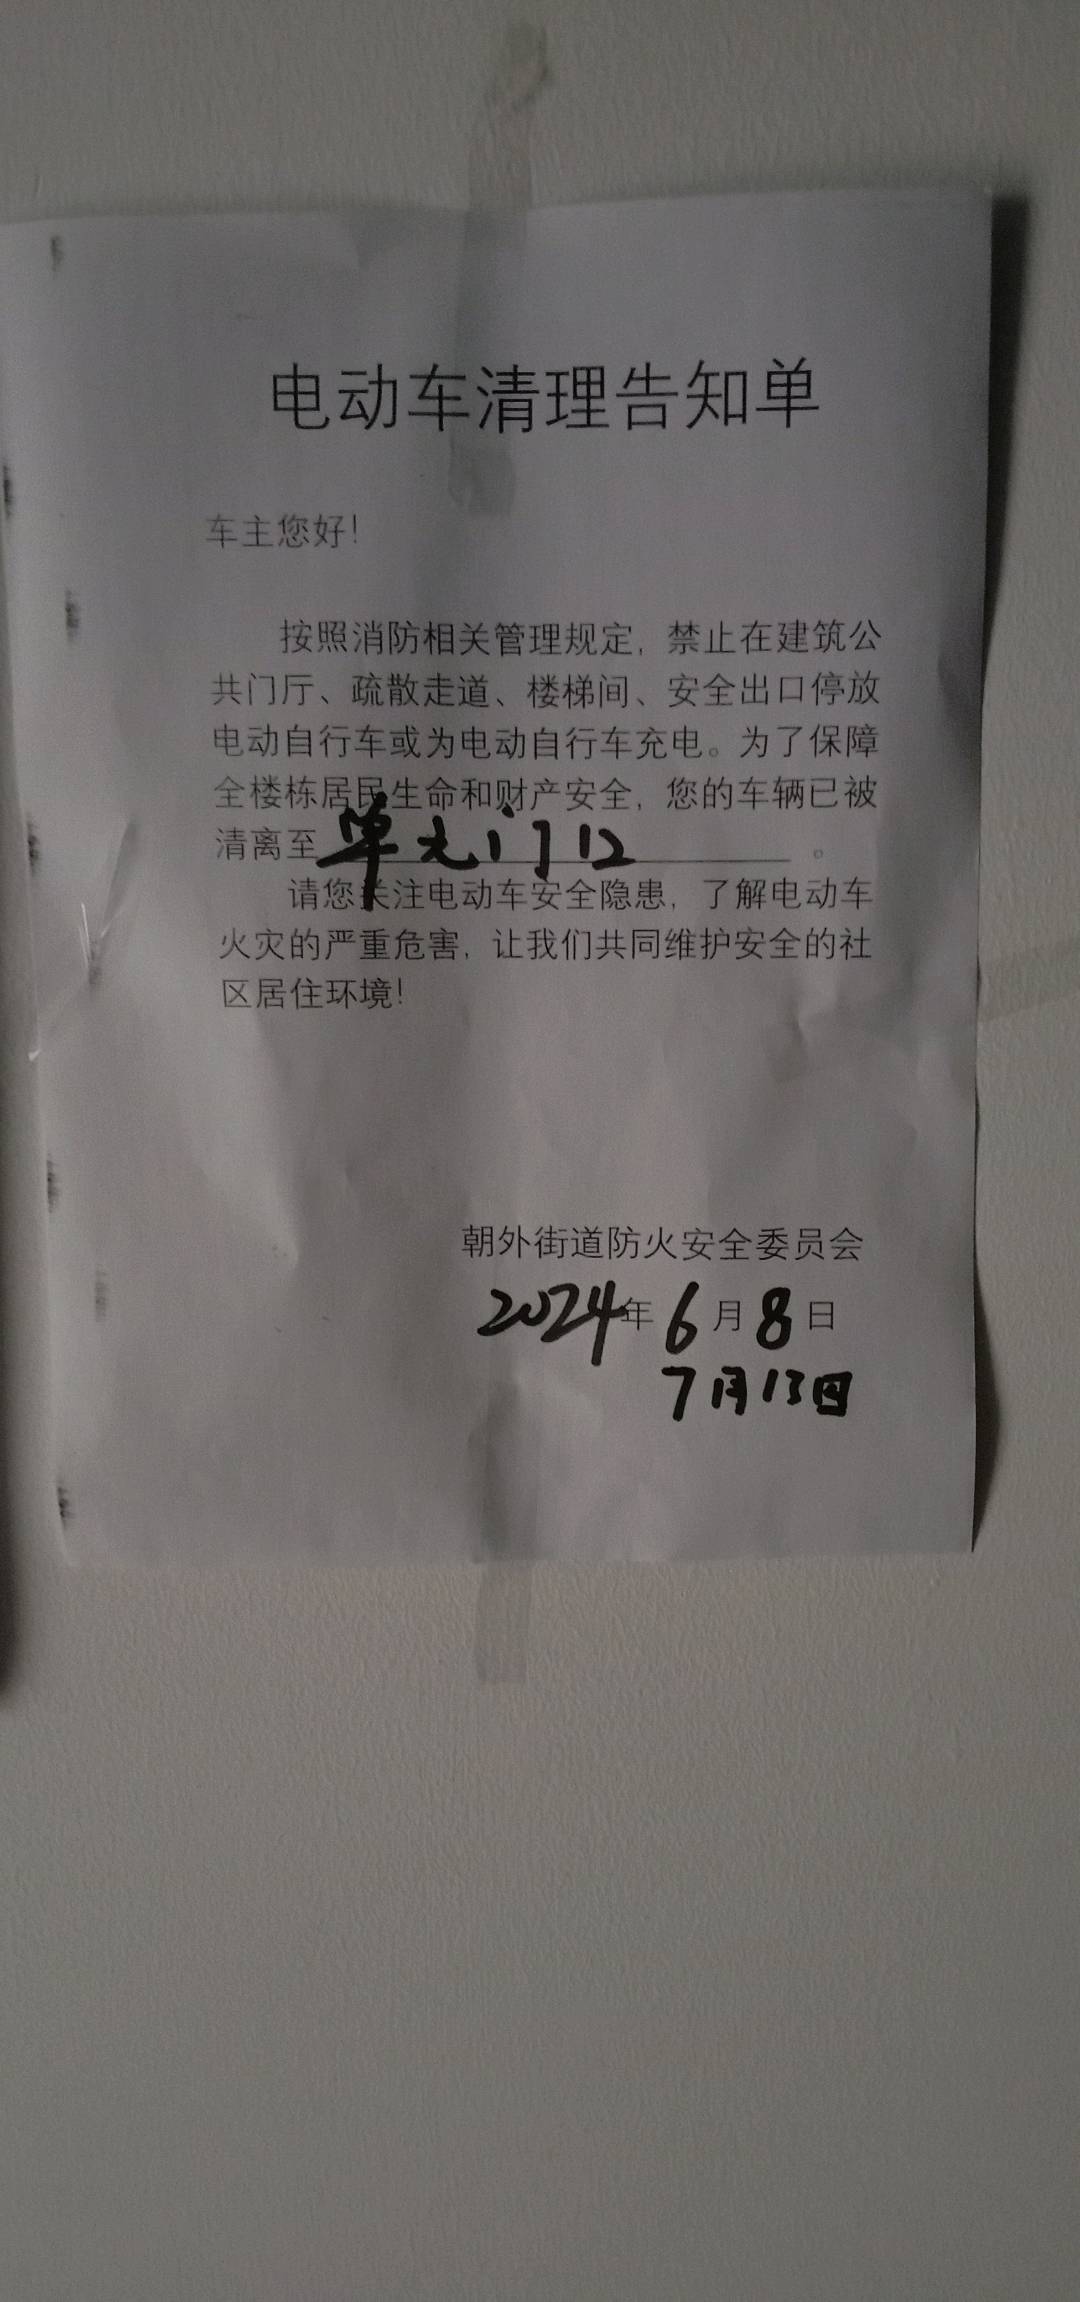 电动车清理告知单
车主您好！
按照消防相关管理规定，禁止在建筑公
共门厅、疏散走道、楼梯间、安全出口停放
电动自行车或为电动自行车充电。为了保障
全楼栋居民生命和财产安全，您的车辆已被
清离至单元门口。
请您关注电动车安全隐患，了解电动车
火灾的严重危害，让我们共同维护安全的社
区居住环境！
朝外街道防火安全委员会
2024年6月8日
7月13日